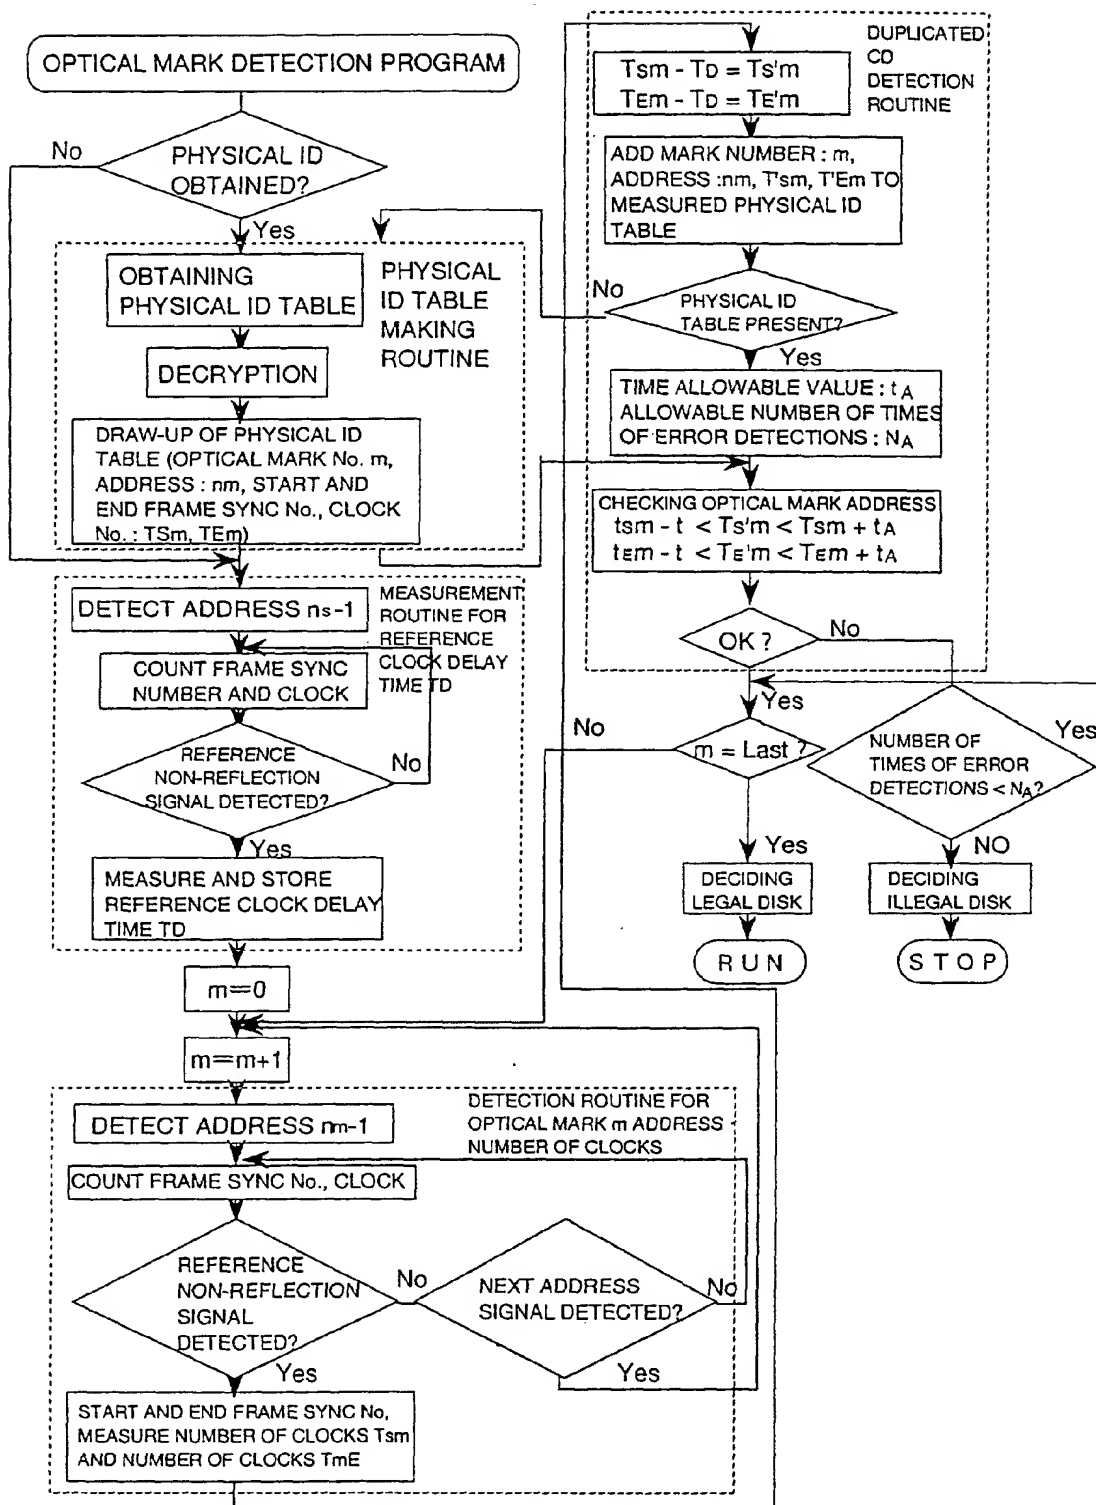 OPTICAL MARK DETECTION PROGRAM
No
PHYSICAL ID
OBTAINED?
Yes
OBTAINING
PHYSICAL ID TABLE
PHYSICAL
ID TABLE
MAKING
ROUTINE
DECRYPTION
DRAW-UP OF PHYSICAL ID
TABLE (OPTICAL MARK No. m,
ADDRESS : nm, START AND
END FRAME SYNC No., CLOCK
No. : TSm, TEm)
DETECT ADDRESS ns-1
MEASUREMENT
ROUTINE FOR
REFERENCE
CLOCK DELAY
TIME TD
COUNT FRAME SYNC
NUMBER AND CLOCK
REFERENCE
NON-REFLECTION
SIGNAL DETECTED?
No
Yes
MEASURE AND STORE
REFERENCE CLOCK DELAY
TIME TD
m=0
m=m+1
DETECT ADDRESS nm-1
DETECTION ROUTINE FOR
OPTICAL MARK m ADDRESS -
NUMBER OF CLOCKS
COUNT FRAME SYNC No., CLOCK
REFERENCE
NON-REFLECTION
SIGNAL
DETECTED?
No
NEXT ADDRESS
SIGNAL DETECTED?
No
Yes
Yes
START AND END FRAME SYNC No,
MEASURE NUMBER OF CLOCKS Tsm
AND NUMBER OF CLOCKS TmE
DUPLICATED
CD
DETECTION
ROUTINE
Tsm - TD = Ts'm
TEm - TD = TE'm
ADD MARK NUMBER : m,
ADDRESS :nm, T'sm, T'Em TO
MEASURED PHYSICAL ID
TABLE
No
PHYSICAL ID
TABLE PRESENT?
Yes
TIME ALLOWABLE VALUE : tA
ALLOWABLE NUMBER OF TIMES
OF ERROR DETECTIONS : NA
CHECKING OPTICAL MARK ADDRESS
tsm - t < Ts'm < Tsm + tA
tEm - t < TE'm < TEm + tA
OK ?
No
Yes
No
m = Last ?
NUMBER OF
TIMES OF ERROR
DETECTIONS < NA?
Yes
Yes
NO
DECIDING
LEGAL DISK
DECIDING
ILLEGAL DISK
RUN
STOP